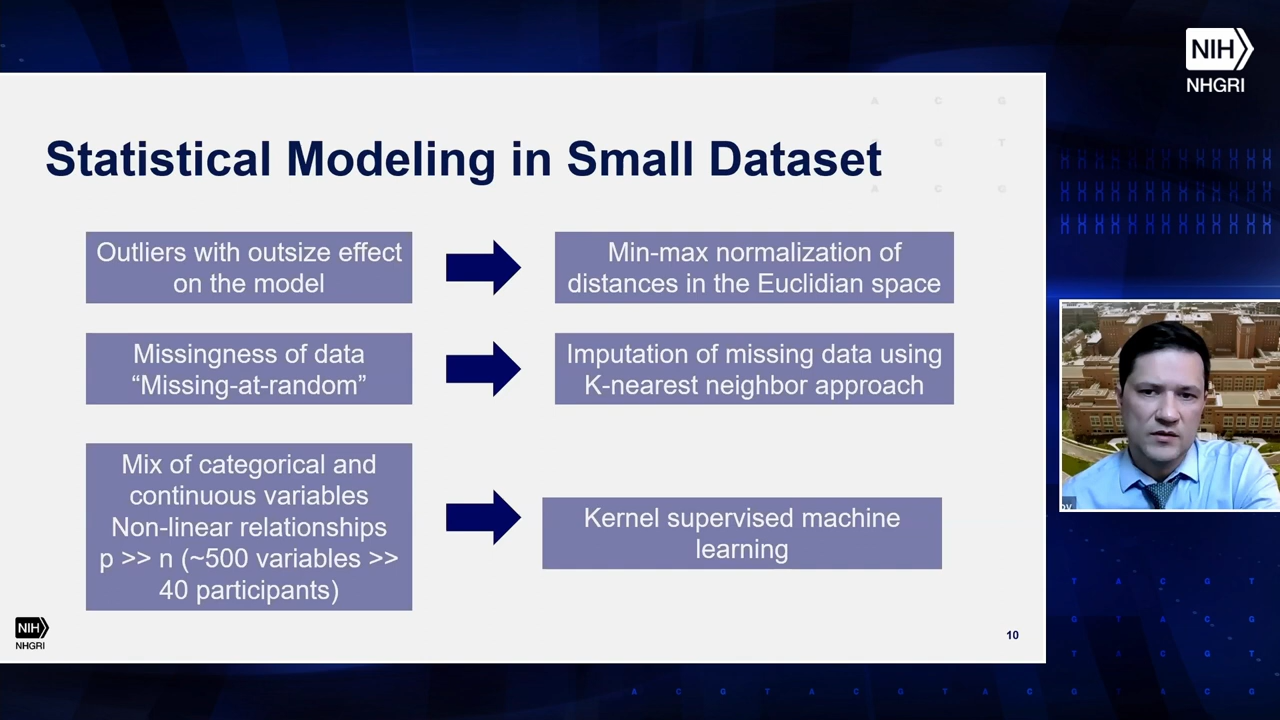 NIH
NHGRI
A C G
G T
A C C
Statistical Modeling in Small Dataset
Outliers with outsize effect
on the model
Min-max normalization of
distances in the Euclidian space
Missingness of data
“Missing-at-random”
Imputation of missing data using
K-nearest neighbor approach
Mix of categorical and
continuous variables
Non-linear relationships
p >> n (~500 variables >>
40 participants)
Kernel supervised machine
learning
NIH
NHGRI
10
T A C G T
G T A C G
T A C G T
A C G T A C G T A C G T A C G